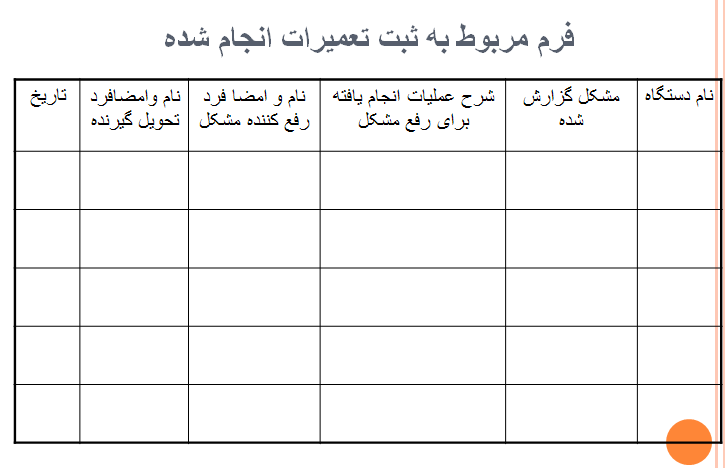 فرم مربوط به ثبت تعمیرات انجام شده
نام دستگاه
مشکل گزارش
شده
شرح عملیات انجام یافته
برای رفع مشکل
نام و امضا فرد
رفع کننده مشکل
نام وامضافرد
تحویل گیرنده
تاریخ